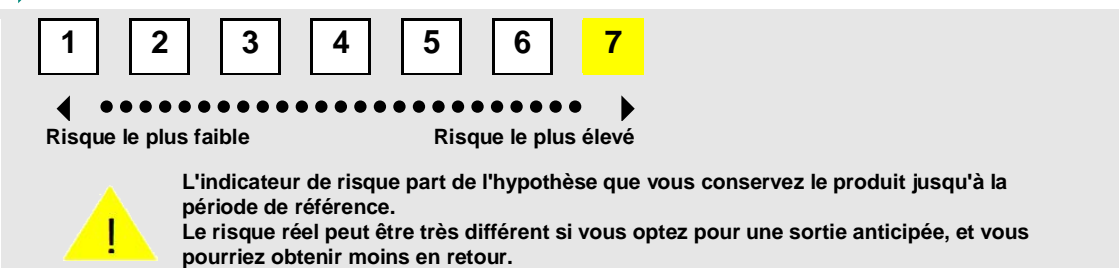 1 2 3 4 5 6 7
Risque le plus faible Risque le plus élevé
L'indicateur de risque part de l'hypothèse que vous conservez le produit jusqu'à la
période de référence.
! Le risque réel peut être très différent si vous optez pour une sortie anticipée, et vous
pourriez obtenir moins en retour.